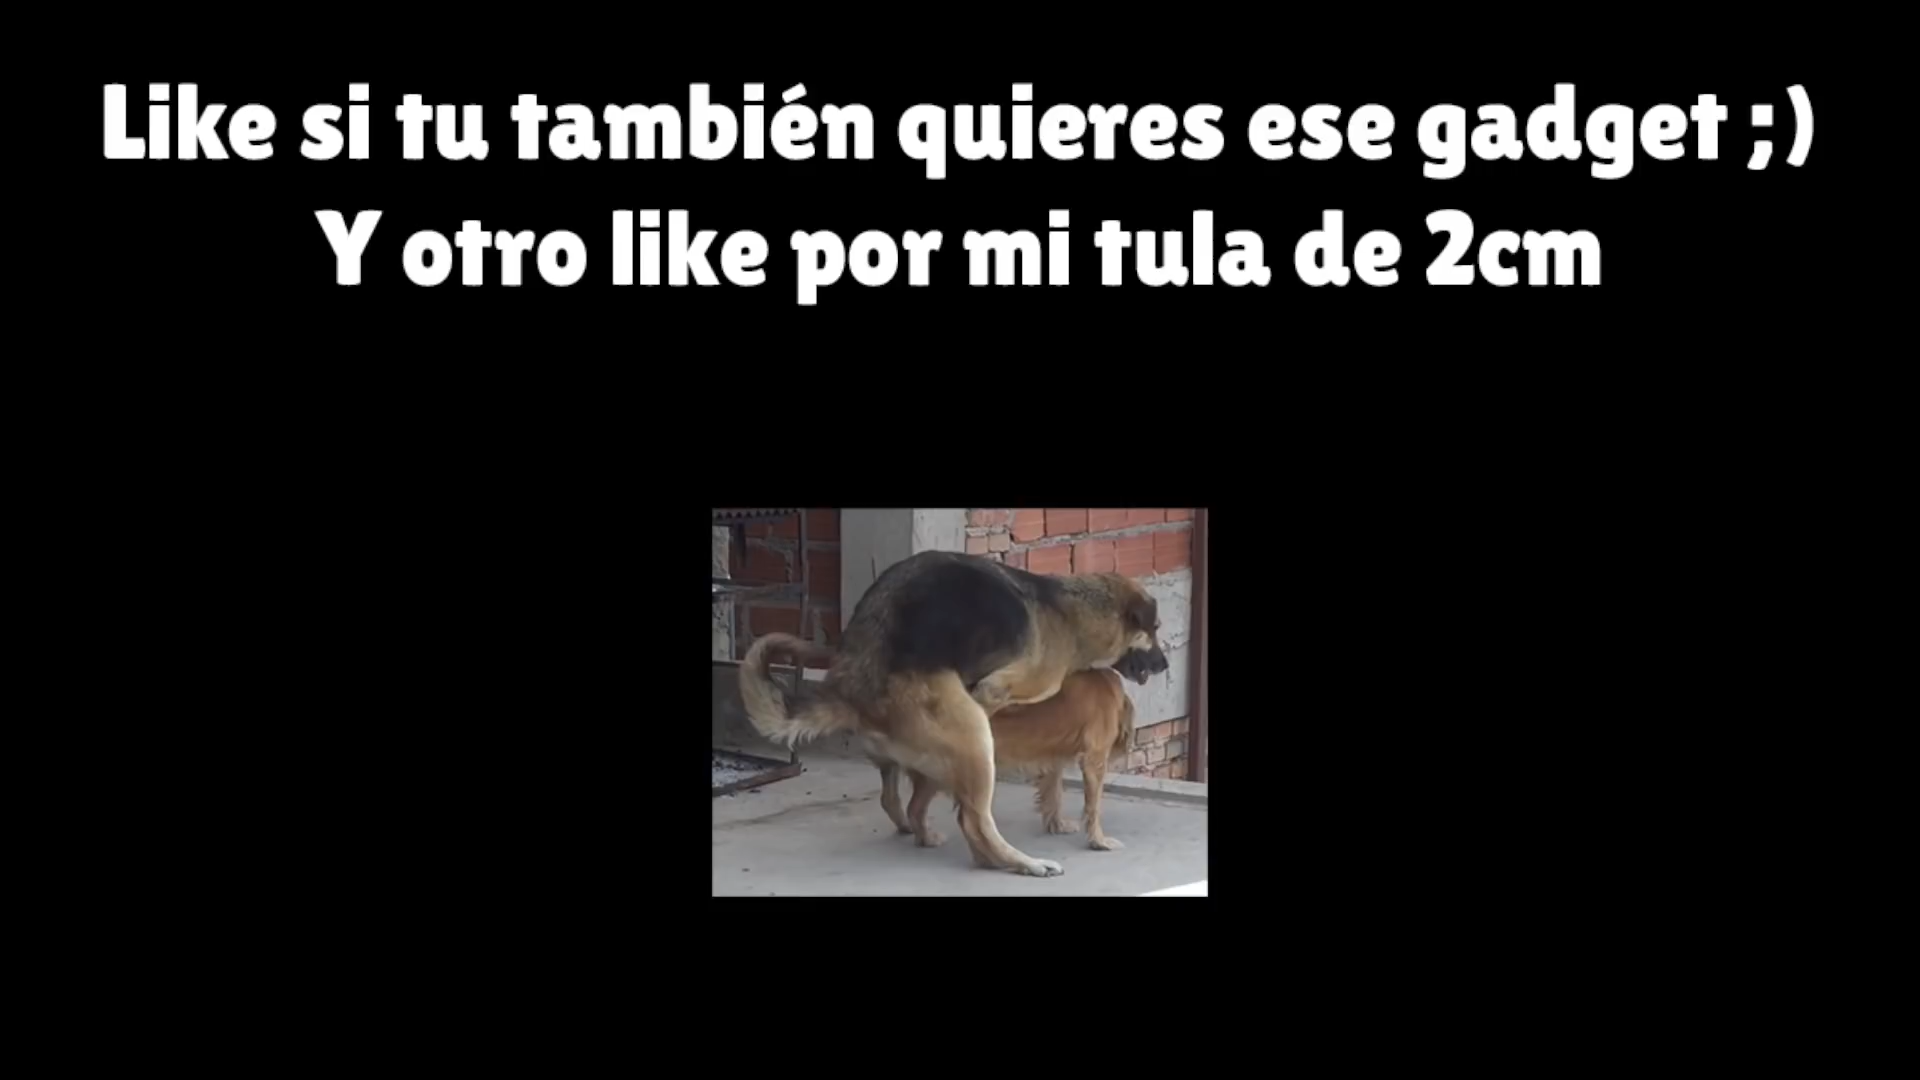 Like si tu también quieres ese gadget ;)
Y otro like por mi tula de 2cm